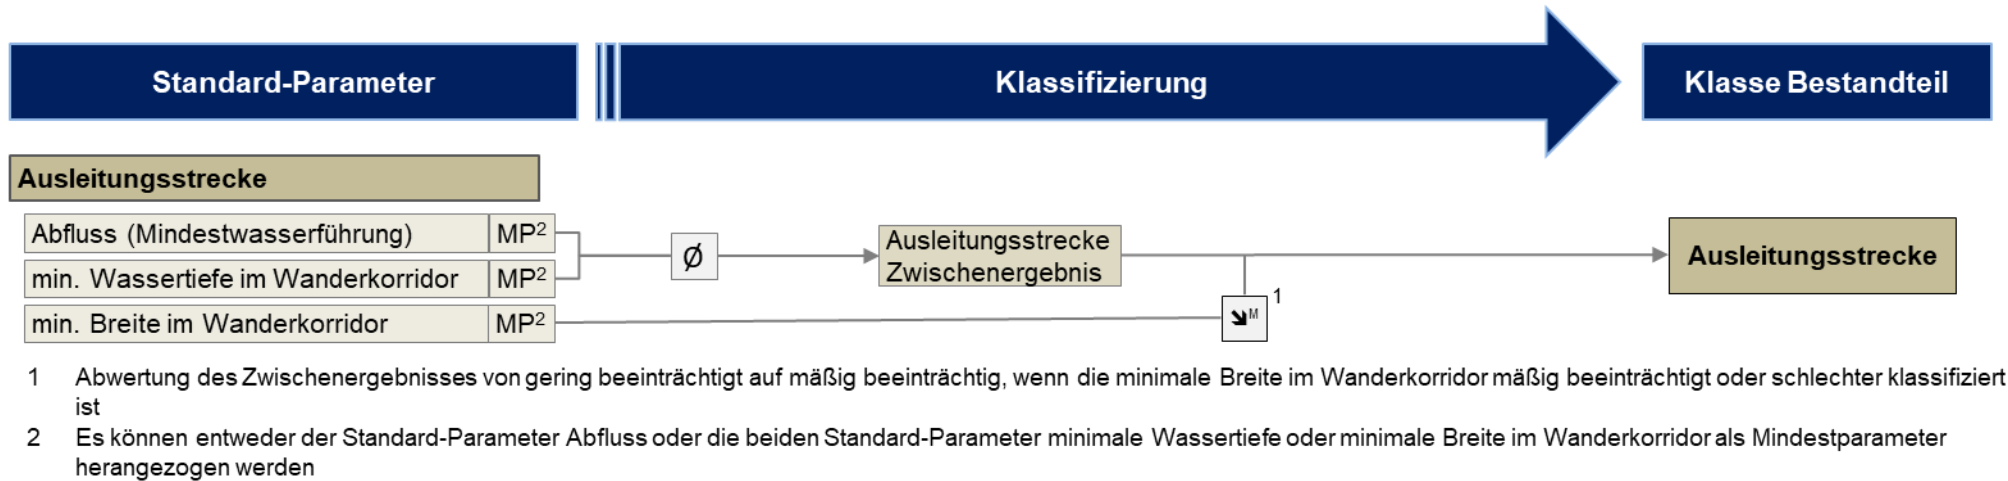 Standard-Parameter
Klassifizierung
Klasse Bestandteil
Ausleitungsstrecke
Abfluss (Mindestwasserführung) MP²
min. Wassertiefe im Wanderkorridor MP²
min. Breite im Wanderkorridor MP²
Ø
Ausleitungsstrecke
Zwischenergebnis
Ausleitungsstrecke
➘ᴹ 1
1 Abwertung des Zwischenergebnisses von gering beeinträchtigt auf mäßig beeinträchtig, wenn die minimale Breite im Wanderkorridor mäßig beeinträchtigt oder schlechter klassifiziert
ist
2 Es können entweder der Standard-Parameter Abfluss oder die beiden Standard-Parameter minimale Wassertiefe oder minimale Breite im Wanderkorridor als Mindestparameter
herangezogen werden